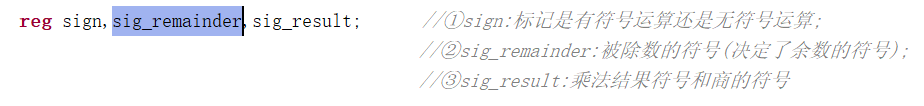 reg sign,sig_remainder,sig_result; //①sign:标记是有符号运算还是无符号运算;
//②sig_remainder:被除数的符号(决定了余数的符号);
//③sig_result:乘法结果符号和商的符号